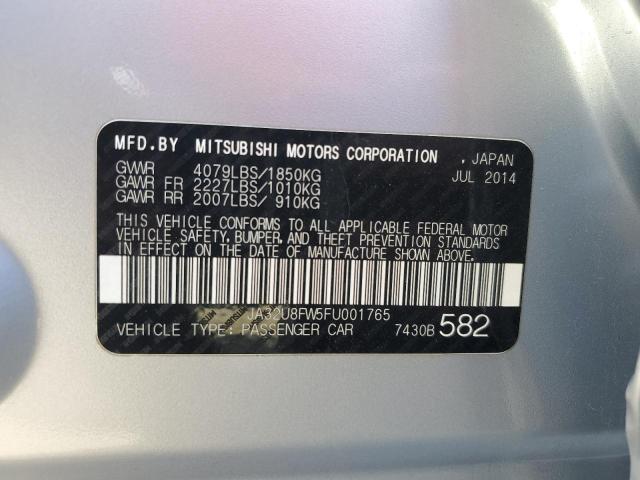 MFD.BY MITSUBISHI MOTORS CORPORATION , JAPAN
GVWR 4079LBS/1850KG JUL 2014
GAWR FR 2227LBS/1010KG
GAWR RR 2007LBS/ 910KG
THIS VEHICLE CONFORMS TO ALL APPLICABLE FEDERAL MOTOR
VEHICLE SAFETY, BUMPER, AND THEFT PREVENTION STANDARDS
IN EFFECT ON THE DATE OF MANUFACTURE SHOWN ABOVE.
JA32U8FW5FU001765
VEHICLE TYPE: PASSENGER CAR 7430B 582